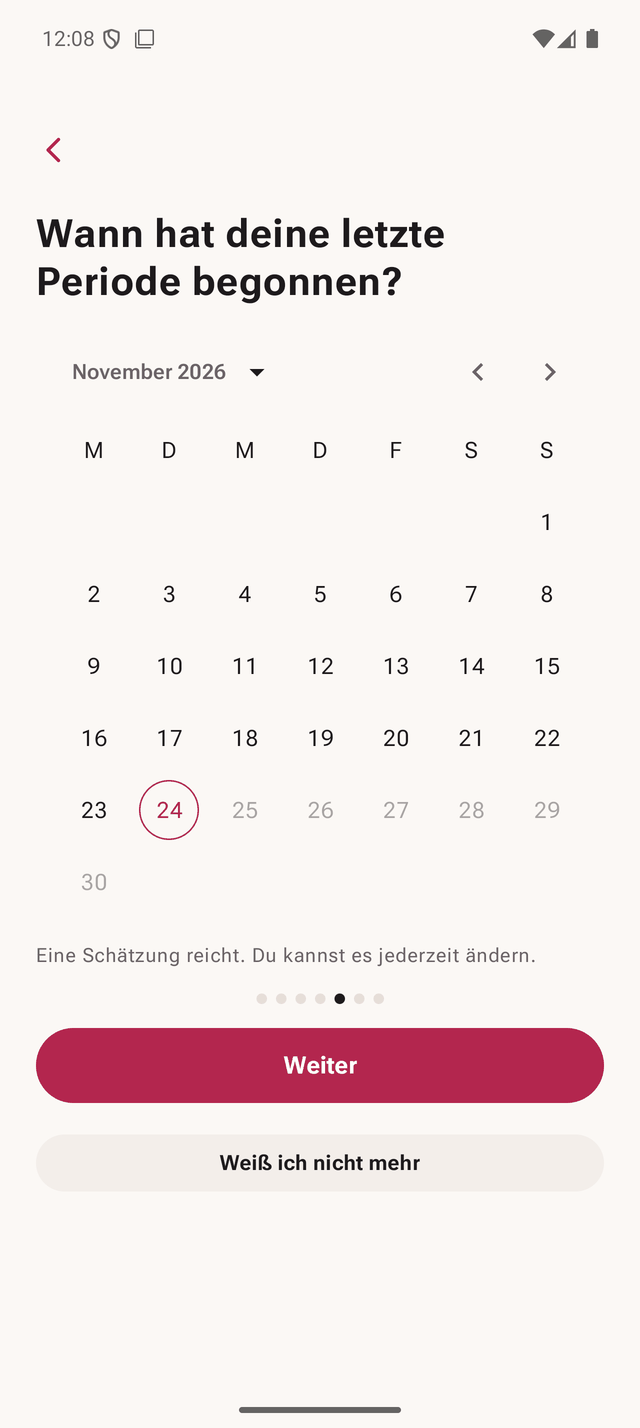 12:08
Wann hat deine letzte
Periode begonnen?
November 2026
M D M D F S S
1
2 3 4 5 6 7 8
9 10 11 12 13 14 15
16 17 18 19 20 21 22
23 24 25 26 27 28 29
30
Eine Schätzung reicht. Du kannst es jederzeit ändern.
Weiter
Weiß ich nicht mehr